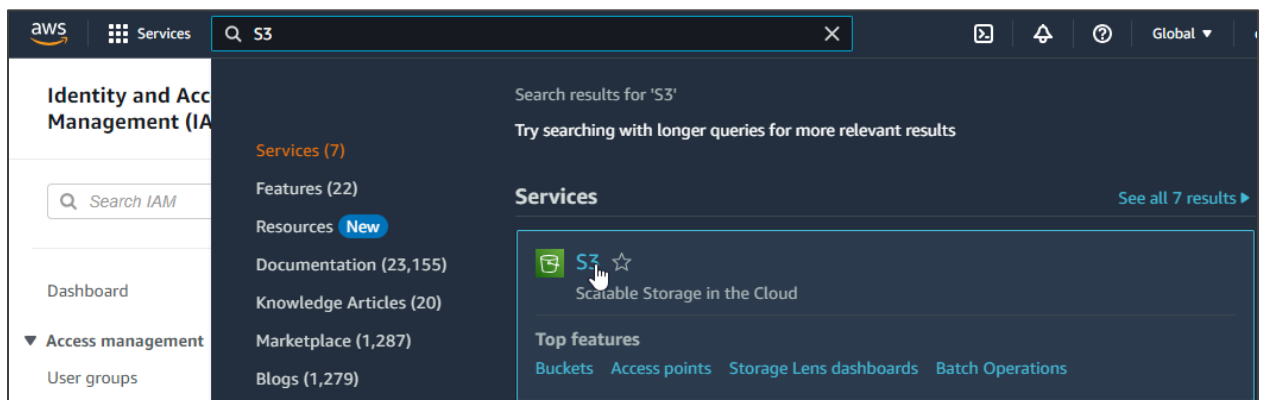 aws
Services
S3
Global
Identity and Acc
Management (IA
Search IAM
Dashboard
Access management
User groups
Services (7)
Features (22)
Resources New
Documentation (23,155)
Knowledge Articles (20)
Marketplace (1,287)
Blogs (1,279)
Search results for 'S3'
Try searching with longer queries for more relevant results
Services
See all 7 results
S3
Scalable Storage in the Cloud
Top features
Buckets Access points Storage Lens dashboards Batch Operations